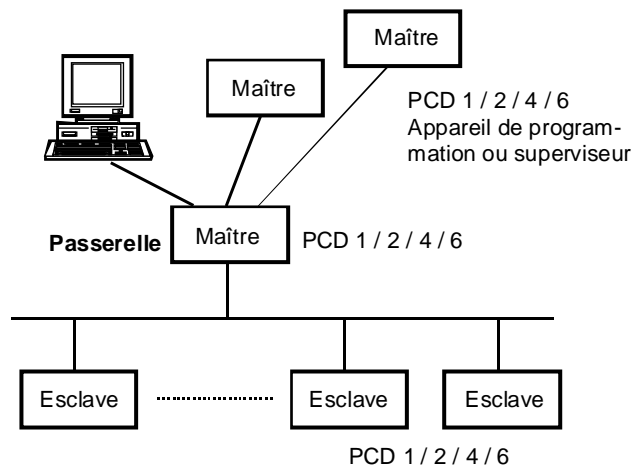 Maître
Maître
PCD 1 / 2 / 4 / 6
Appareil de program-
mation ou superviseur
Passerelle
Maître
PCD 1 / 2 / 4 / 6
Esclave
Esclave
Esclave
PCD 1 / 2 / 4 / 6